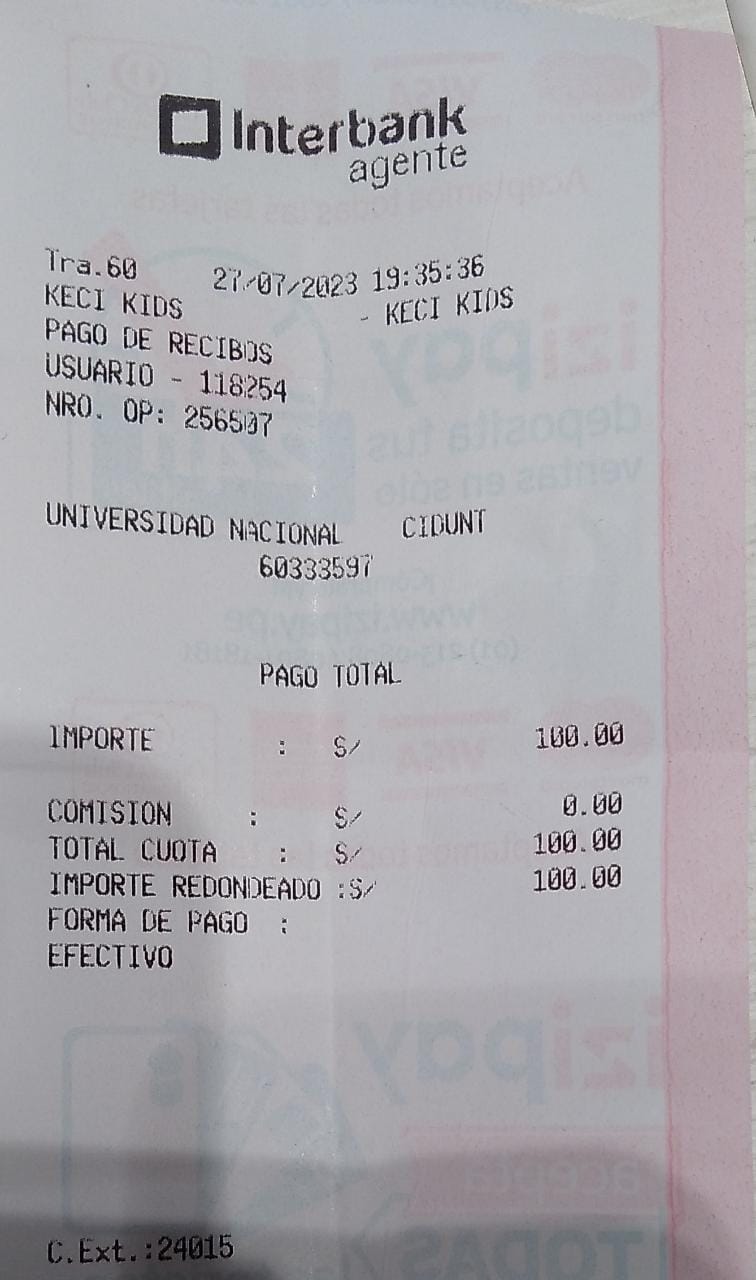 Interbank
agente
Tra.60 27/07/2023 19:35:36
KECI KIDS - KECI KIDS
PAGO DE RECIBOS
USUARIO - 118254
NRO. OP: 256507
UNIVERSIDAD NACIONAL CIDUNT
60333597
PAGO TOTAL
IMPORTE : S/ 100.00
COMISION : S/ 0.00
TOTAL CUOTA : S/ 100.00
IMPORTE REDONDEADO :S/ 100.00
FORMA DE PAGO :
EFECTIVO
C.Ext.:24015